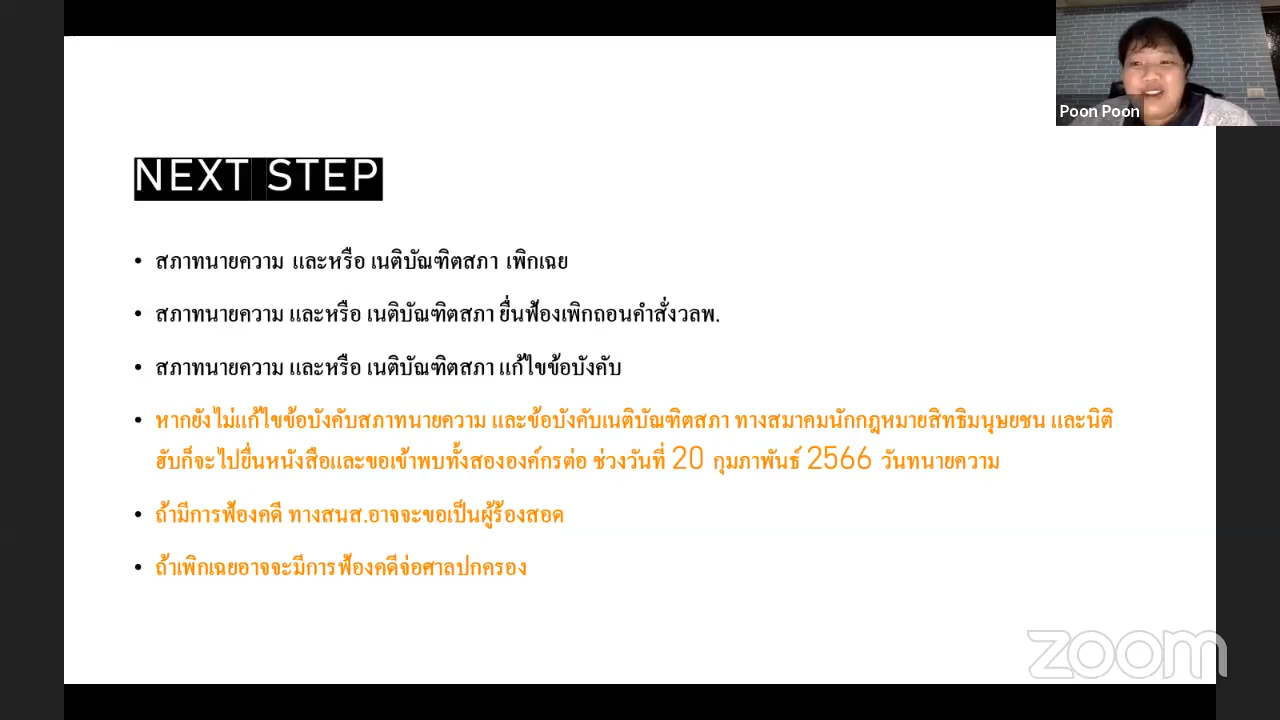 Poon Poon
NEXT STEP
• สภาทนายความ และหรือ เนติบัณฑิตสภา เพิกเฉย
• สภาทนายความ และหรือ เนติบัณฑิตสภา ยื่นฟ้องเพิกถอนคำสั่งวลพ.
• สภาทนายความ และหรือ เนติบัณฑิตสภา แก้ไขข้อบังคับ
• หากยังไม่แก้ไขข้อบังคับสภาทนายความ และข้อบังคับเนติบัณฑิตสภา ทางสมาคมนักกฎหมายสิทธิมนุษยชน และนิติ
ฮับก็จะไปยื่นหนังสือและขอเข้าพบทั้งสององค์กรต่อ ช่วงวันที่ 20 กุมภาพันธ์ 2566 วันทนายความ
• ถ้ามีการฟ้องคดี ทางสนส.อาจจะขอเป็นผู้ร้องสอด
• ถ้าเพิกเฉยอาจจะมีการฟ้องคดีจ่อศาลปกครอง
zoom